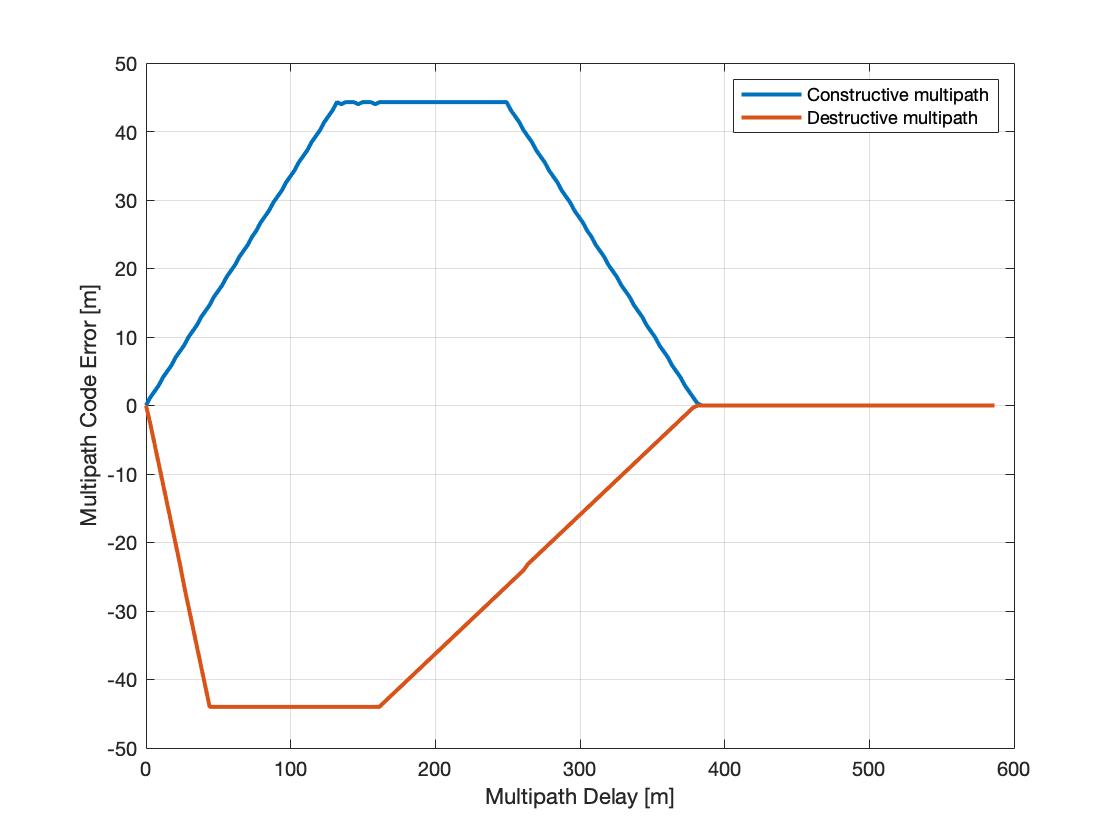 50
40
30
20
10
0
-10
-20
-30
-40
-50
Multipath Code Error [m]
Constructive multipath
Destructive multipath
0 100 200 300 400 500 600
Multipath Delay [m]